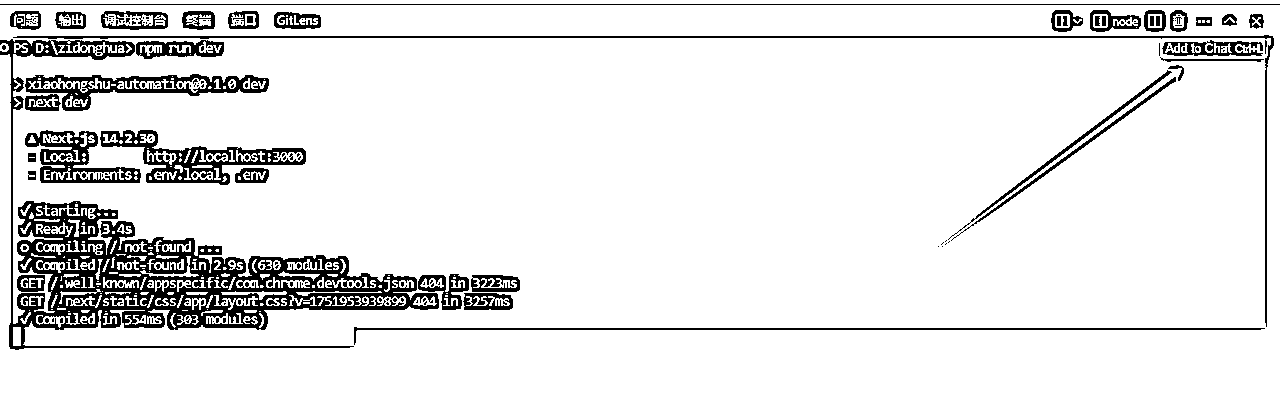 问题 输出 调试控制台 终端 端口 GitLens
node
Add to Chat Ctrl+L
PS D:\zidonghua> npm run dev
> xiaohongshu-automation@0.1.0 dev
> next dev
▲ Next.js 14.2.30
- Local: http://localhost:3000
- Environments: .env.local, .env
✓ Starting...
✓ Ready in 3.4s
○ Compiling /_not-found ...
✓ Compiled /_not-found in 2.9s (630 modules)
GET /.well-known/appspecific/com.chrome.devtools.json 404 in 3223ms
GET /_next/static/css/app/layout.css?v=1751953939899 404 in 3257ms
✓ Compiled in 554ms (303 modules)